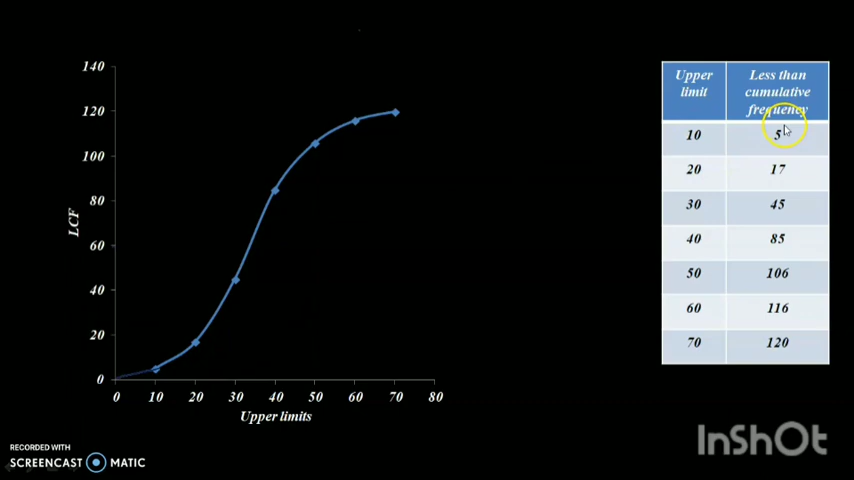 140
120
100
80
60
40
20
0
LCF
0 10 20 30 40 50 60 70 80
Upper limits
Upper limit Less than cumulative frequency
10 5
20 17
30 45
40 85
50 106
60 116
70 120
RECORDED WITH
SCREENCAST MATIC
InShOt